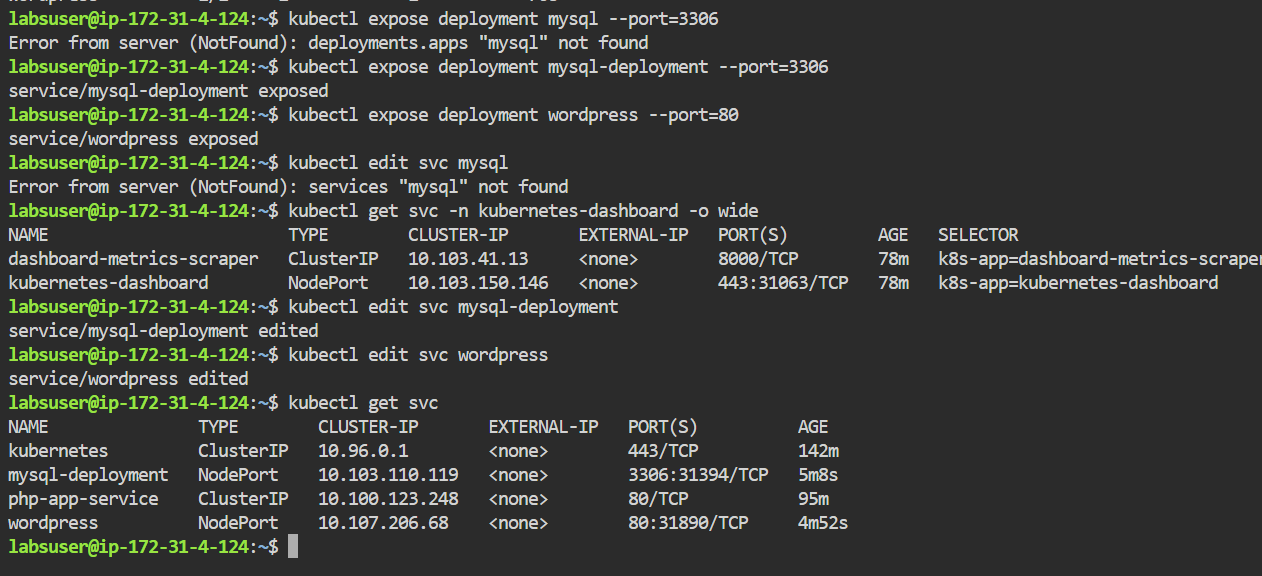 labsuser@ip-172-31-4-124:~$ kubectl expose deployment mysql --port=3306
Error from server (NotFound): deployments.apps "mysql" not found
labsuser@ip-172-31-4-124:~$ kubectl expose deployment mysql-deployment --port=3306
service/mysql-deployment exposed
labsuser@ip-172-31-4-124:~$ kubectl expose deployment wordpress --port=80
service/wordpress exposed
labsuser@ip-172-31-4-124:~$ kubectl edit svc mysql
Error from server (NotFound): services "mysql" not found
labsuser@ip-172-31-4-124:~$ kubectl get svc -n kubernetes-dashboard -o wide
NAME                        TYPE        CLUSTER-IP       EXTERNAL-IP   PORT(S)         AGE   SELECTOR
dashboard-metrics-scraper   ClusterIP   10.103.41.13     <none>        8000/TCP        78m   k8s-app=dashboard-metrics-scraper
kubernetes-dashboard        NodePort    10.103.150.146   <none>        443:31063/TCP   78m   k8s-app=kubernetes-dashboard
labsuser@ip-172-31-4-124:~$ kubectl edit svc mysql-deployment
service/mysql-deployment edited
labsuser@ip-172-31-4-124:~$ kubectl edit svc wordpress
service/wordpress edited
labsuser@ip-172-31-4-124:~$ kubectl get svc
NAME               TYPE        CLUSTER-IP       EXTERNAL-IP   PORT(S)          AGE
kubernetes         ClusterIP   10.96.0.1        <none>        443/TCP          142m
mysql-deployment   NodePort    10.103.110.119   <none>        3306:31394/TCP   5m8s
php-app-service    ClusterIP   10.100.123.248   <none>        80/TCP           95m
wordpress          NodePort    10.107.206.68    <none>        80:31890/TCP     4m52s
labsuser@ip-172-31-4-124:~$